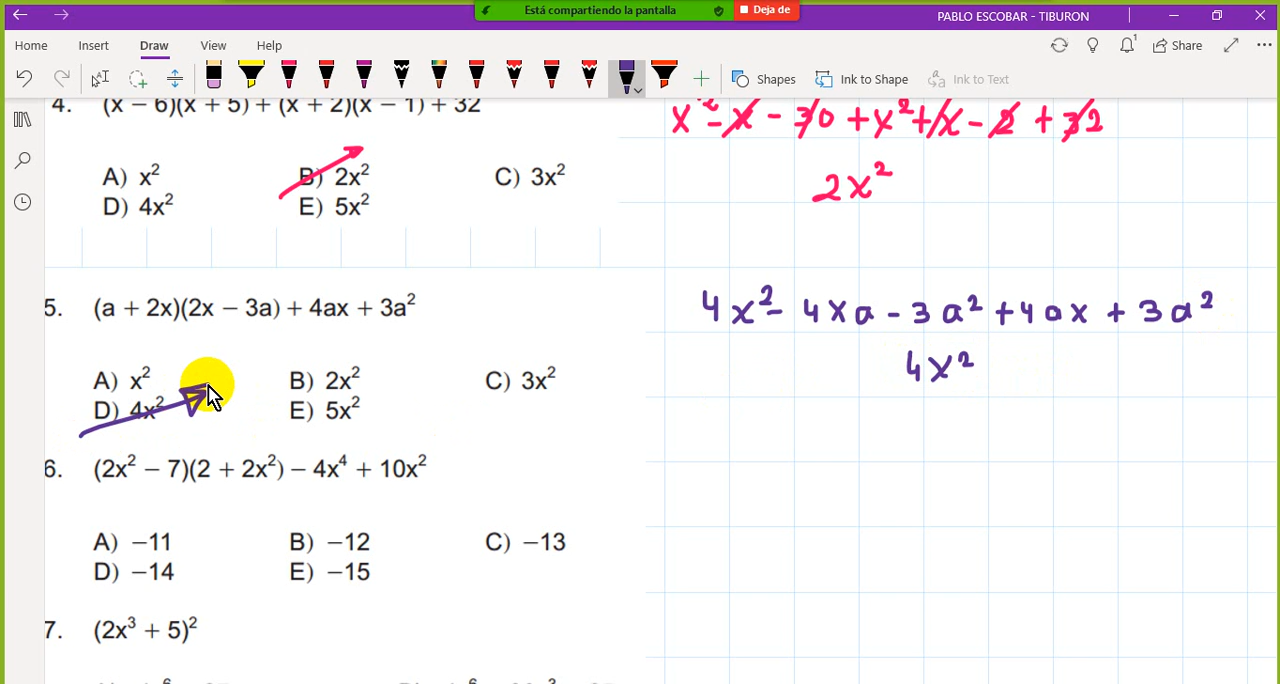 Está compartiendo la pantalla
Deja de
PABLO ESCOBAR - TIBURON
Home Insert Draw View Help
Share
Shapes Ink to Shape Ink to Text
4. (x − 6)(x + 5) + (x + 2)(x − 1) + 32
x² - x - 30 + x² + x - 2 + 32
A) x² B) 2x² C) 3x²
2x²
D) 4x² E) 5x²
5. (a + 2x)(2x − 3a) + 4ax + 3a²
4x² - 4xa - 3a² + 4ax + 3a²
4x²
A) x² B) 2x² C) 3x²
D) 4x² E) 5x²
6. (2x² − 7)(2 + 2x²) − 4x⁴ + 10x²
A) −11 B) −12 C) −13
D) −14 E) −15
7. (2x³ + 5)²